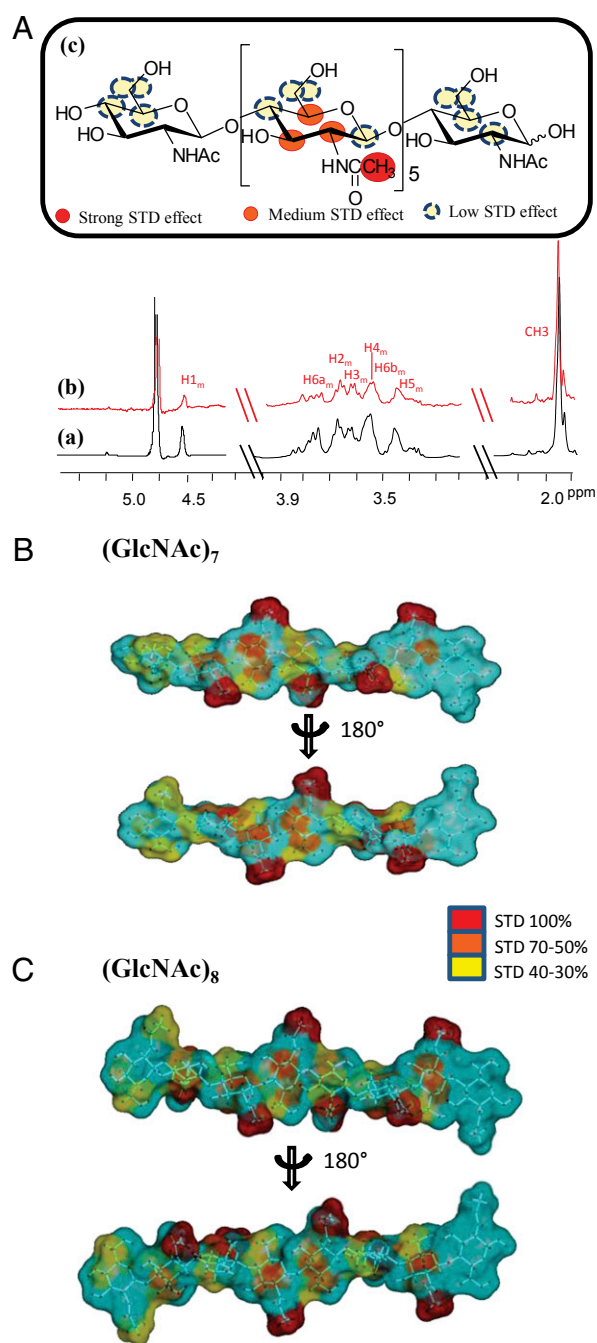 A
(c)
OH
OH
OH
HO
O
O
HO
O
O
O
OH
HO
HO
HO
NHAc
HNCCH3
5
NHAc
O
Strong STD effect
Medium STD effect
Low STD effect
CH3
H4m
H2m
H6bm
H1m
H6am
H3m
H5m
(b)
(a)
5.0
4.5
3.9
3.5
2.0 ppm
B
(GlcNAc)7
180°
STD 100%
STD 70-50%
STD 40-30%
C
(GlcNAc)8
180°